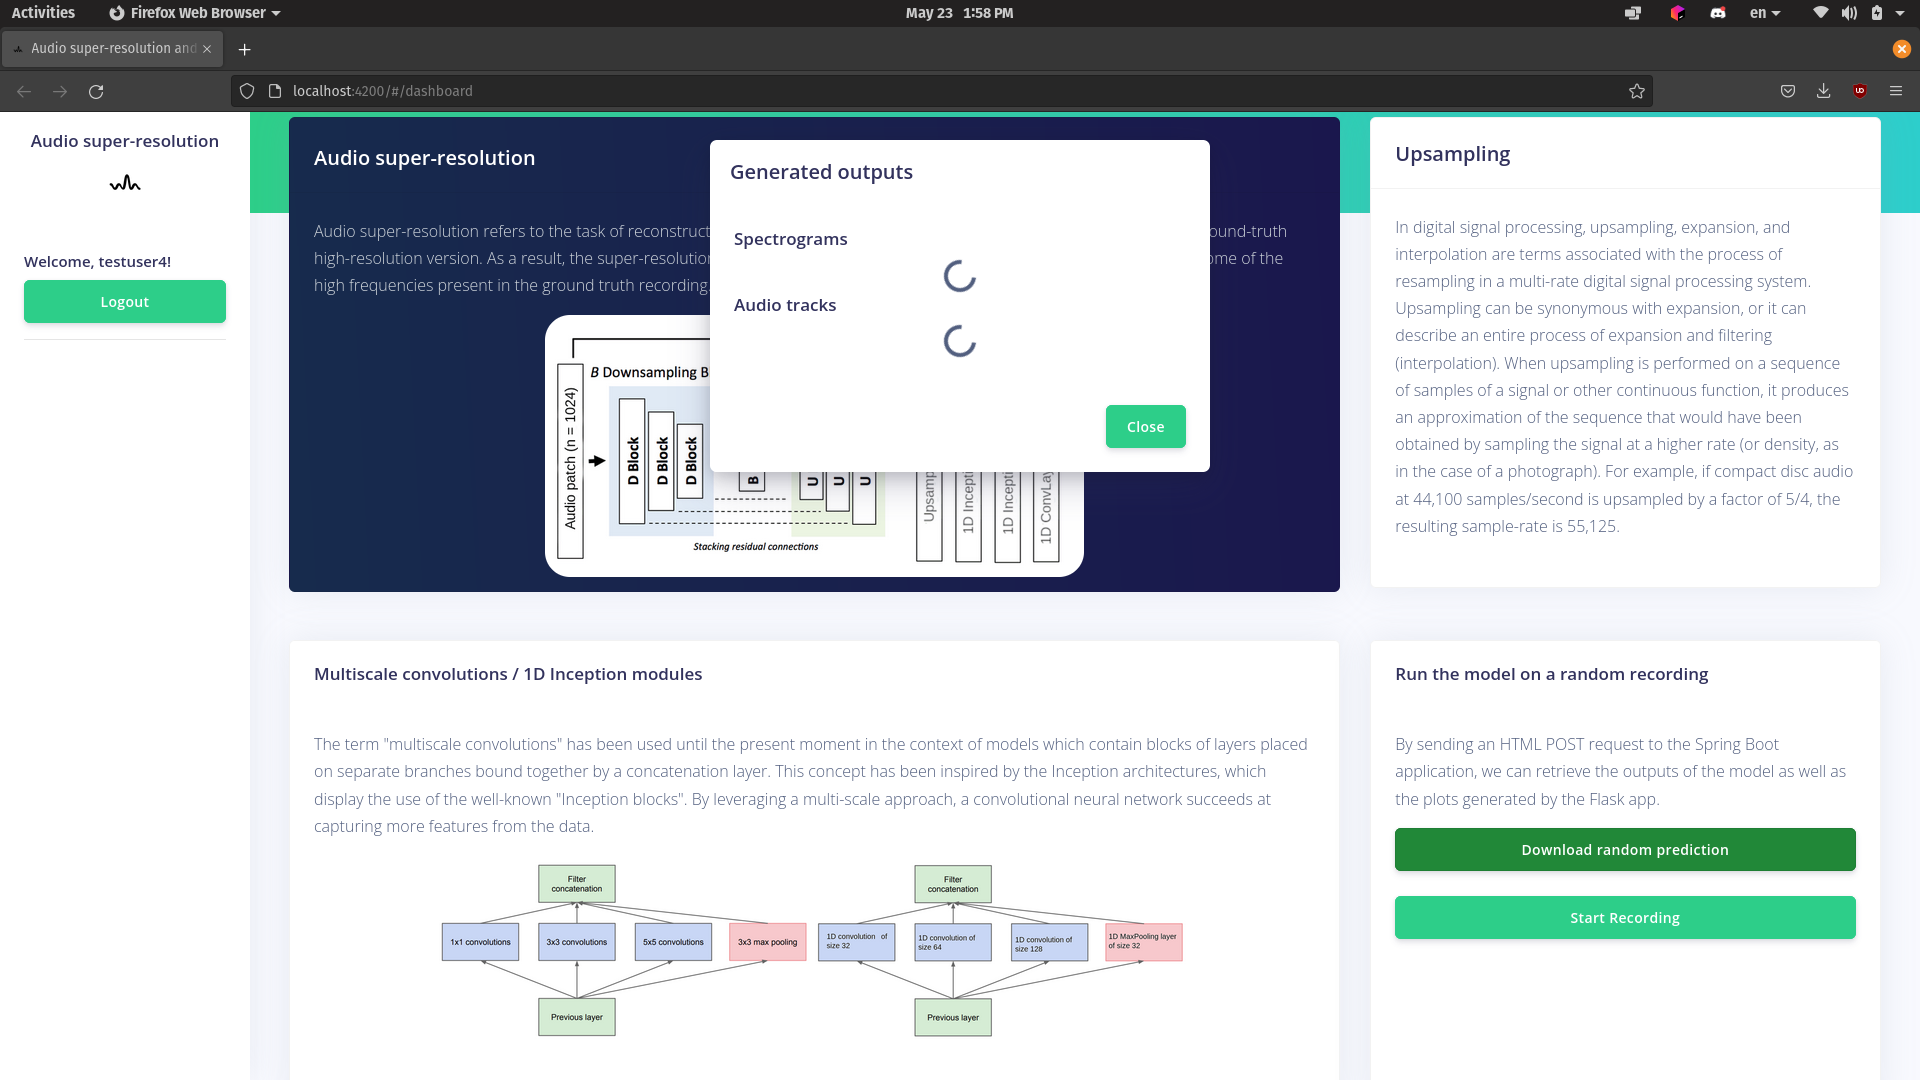 Activities
Firefox Web Browser
May 23 1:58 PM
en
Audio super-resolution and
localhost:4200/#/dashboard
Audio super-resolution
Welcome, testuser4!
Logout
Audio super-resolution
Audio super-resolution refers to the task of reconstruct
ound-truth
high-resolution version. As a result, the super-resolution
ome of the
high frequencies present in the ground truth recording.
B Downsampling B
Audio patch (n = 1024)
D Block
D Block
D Block
B
U
U
U
Stacking residual connections
Upsamp
1D Incepti
1D Incepti
1D ConvLay
Generated outputs
Spectrograms
Audio tracks
Close
Upsampling
In digital signal processing, upsampling, expansion, and
interpolation are terms associated with the process of
resampling in a multi-rate digital signal processing system.
Upsampling can be synonymous with expansion, or it can
describe an entire process of expansion and filtering
(interpolation). When upsampling is performed on a sequence
of samples of a signal or other continuous function, it produces
an approximation of the sequence that would have been
obtained by sampling the signal at a higher rate (or density, as
in the case of a photograph). For example, if compact disc audio
at 44,100 samples/second is upsampled by a factor of 5/4, the
resulting sample-rate is 55,125.
Multiscale convolutions / 1D Inception modules
The term "multiscale convolutions" has been used until the present moment in the context of models which contain blocks of layers placed
on separate branches bound together by a concatenation layer. This concept has been inspired by the Inception architectures, which
display the use of the well-known "Inception blocks". By leveraging a multi-scale approach, a convolutional neural network succeeds at
capturing more features from the data.
Filter
concatenation
1x1 convolutions
3x3 convolutions
5x5 convolutions
3x3 max pooling
Previous layer
Filter
concatenation
1D convolution of
size 32
1D convolution of
size 64
1D convolution of
size 128
1D MaxPooling layer
of size 32
Previous layer
Run the model on a random recording
By sending an HTML POST request to the Spring Boot
application, we can retrieve the outputs of the model as well as
the plots generated by the Flask app.
Download random prediction
Start Recording